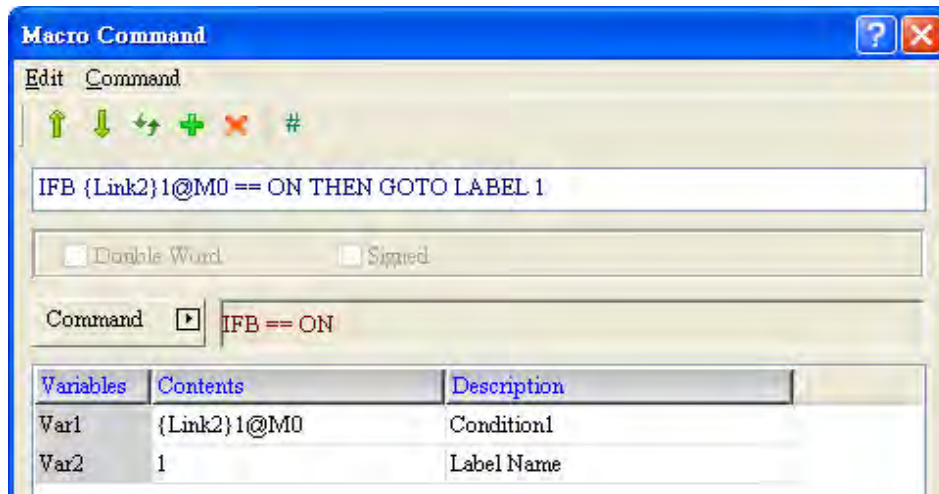 Macro Command
Edit Command
#
IFB {Link2}1@M0 == ON THEN GOTO LABEL 1
Double Word Signed
Command IFB == ON
Variables Contents Description
Var1 {Link2}1@M0 Condition1
Var2 1 Label Name